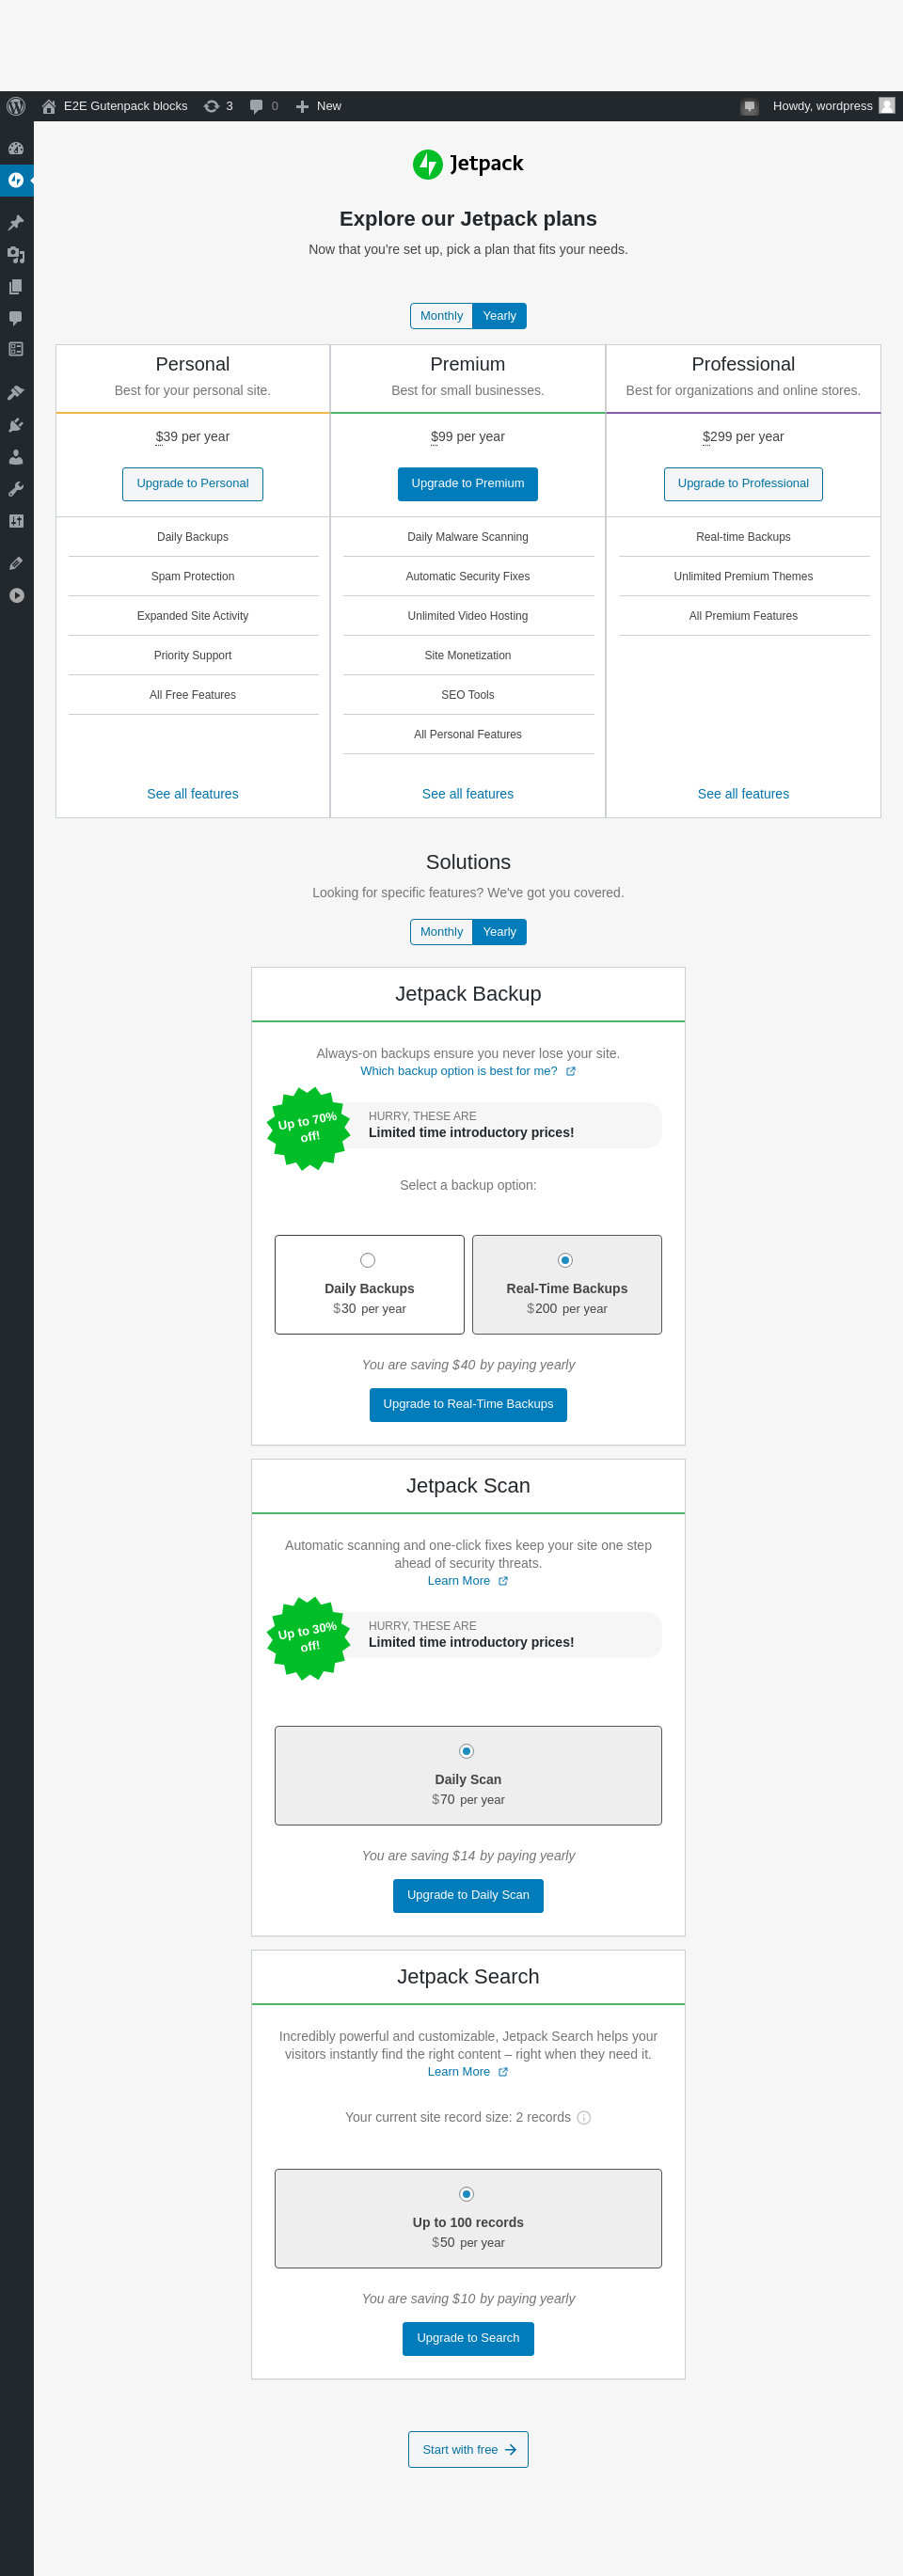 E2E Gutenpack blocks 3 0 New Howdy, wordpress
Jetpack
Explore our Jetpack plans
Now that you're set up, pick a plan that fits your needs.
Monthly Yearly
Personal
Best for your personal site.
$39 per year
Upgrade to Personal
Daily Backups
Spam Protection
Expanded Site Activity
Priority Support
All Free Features
See all features
Premium
Best for small businesses.
$99 per year
Upgrade to Premium
Daily Malware Scanning
Automatic Security Fixes
Unlimited Video Hosting
Site Monetization
SEO Tools
All Personal Features
See all features
Professional
Best for organizations and online stores.
$299 per year
Upgrade to Professional
Real-time Backups
Unlimited Premium Themes
All Premium Features
See all features
Solutions
Looking for specific features? We've got you covered.
Monthly Yearly
Jetpack Backup
Always-on backups ensure you never lose your site.
Which backup option is best for me?
Up to 70%
off!
HURRY, THESE ARE
Limited time introductory prices!
Select a backup option:
Daily Backups
$30 per year
Real-Time Backups
$200 per year
You are saving $40 by paying yearly
Upgrade to Real-Time Backups
Jetpack Scan
Automatic scanning and one-click fixes keep your site one step
ahead of security threats.
Learn More
Up to 30%
off!
HURRY, THESE ARE
Limited time introductory prices!
Daily Scan
$70 per year
You are saving $14 by paying yearly
Upgrade to Daily Scan
Jetpack Search
Incredibly powerful and customizable, Jetpack Search helps your
visitors instantly find the right content – right when they need it.
Learn More
Your current site record size: 2 records
Up to 100 records
$50 per year
You are saving $10 by paying yearly
Upgrade to Search
Start with free